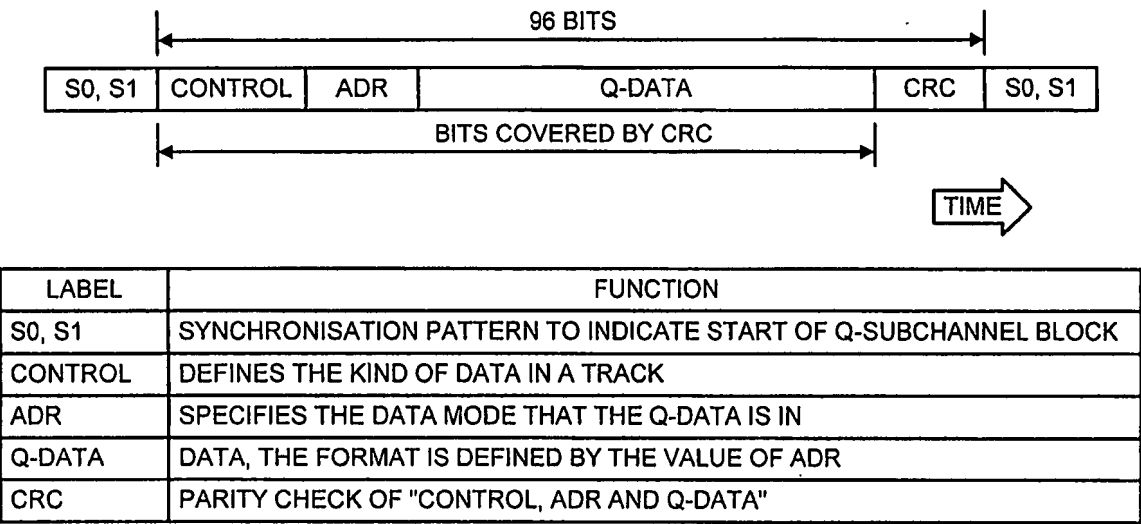 96 BITS
S0, S1 CONTROL ADR Q-DATA CRC S0, S1
BITS COVERED BY CRC
TIME
LABEL FUNCTION
S0, S1 SYNCHRONISATION PATTERN TO INDICATE START OF Q-SUBCHANNEL BLOCK
CONTROL DEFINES THE KIND OF DATA IN A TRACK
ADR SPECIFIES THE DATA MODE THAT THE Q-DATA IS IN
Q-DATA DATA, THE FORMAT IS DEFINED BY THE VALUE OF ADR
CRC PARITY CHECK OF "CONTROL, ADR AND Q-DATA"